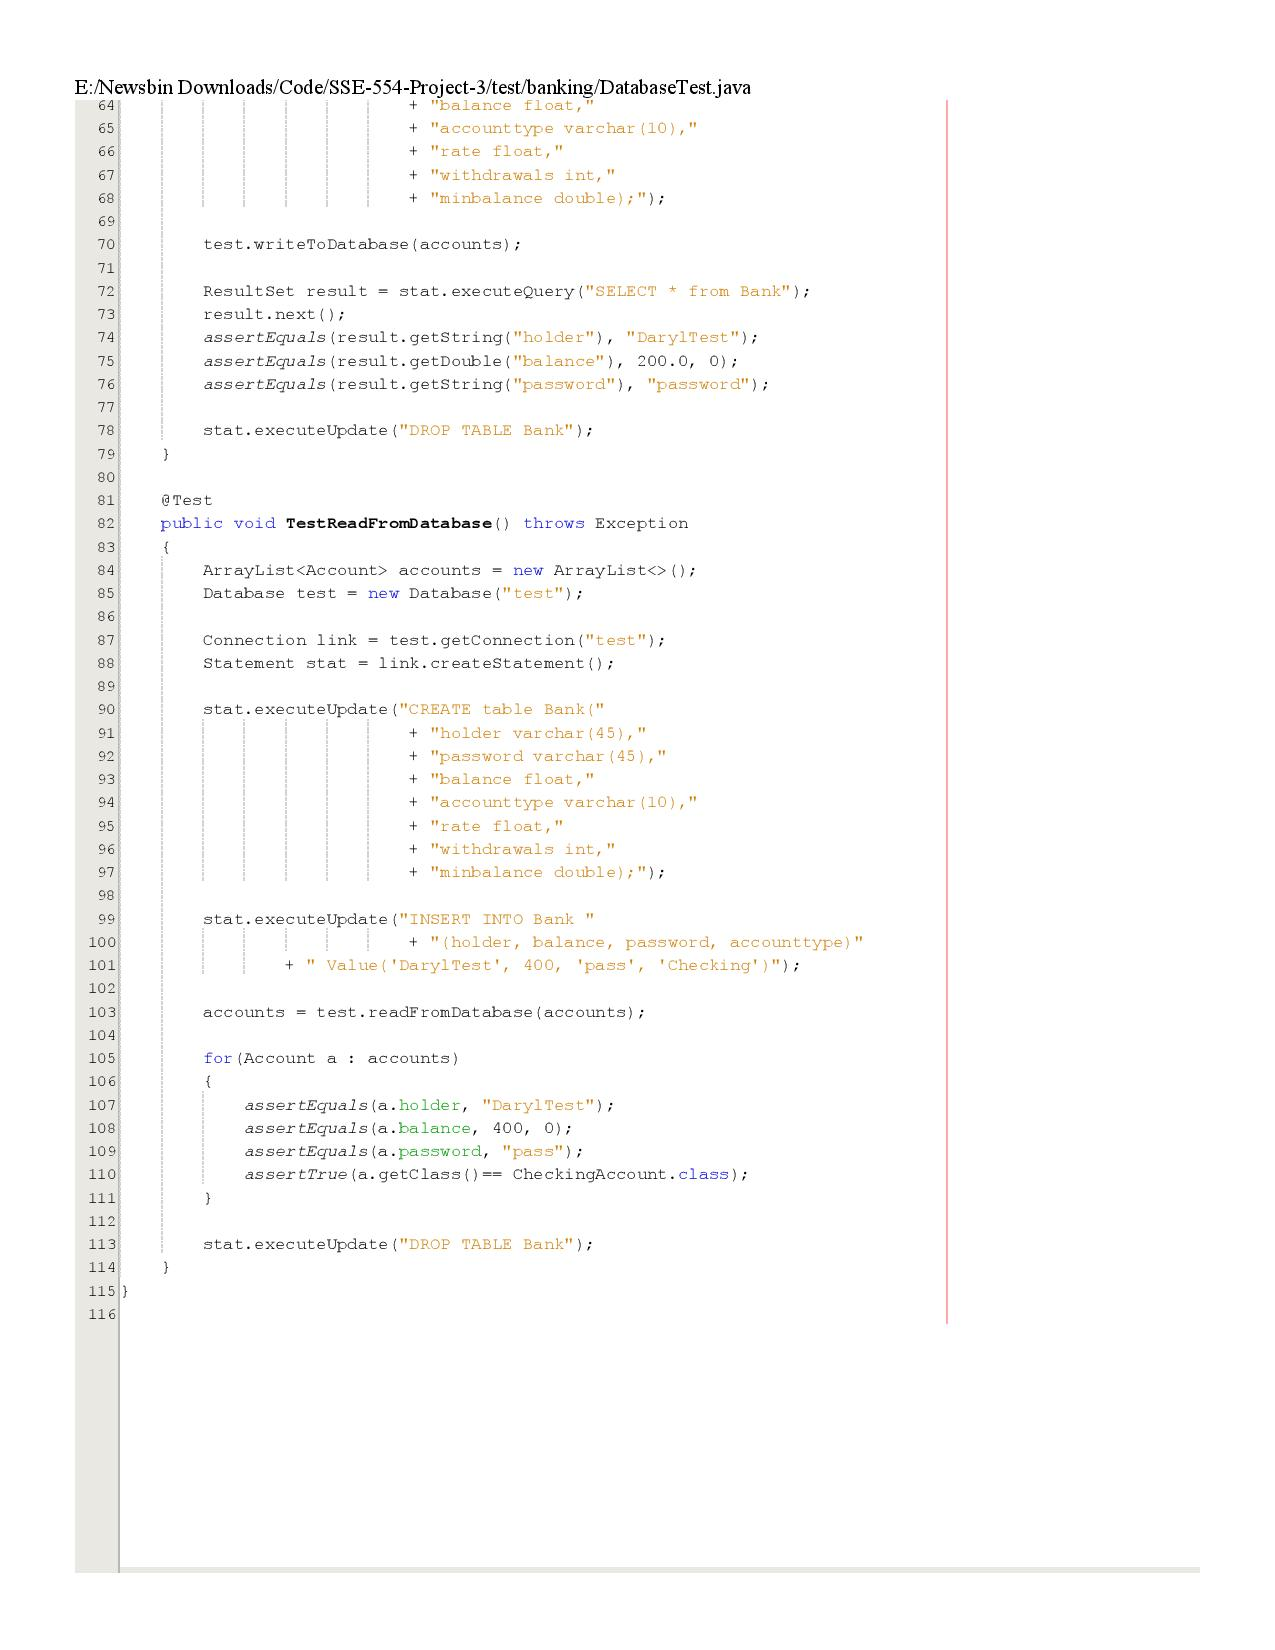 E:/Newsbin Downloads/Code/SSE-554-Project-3/test/banking/DatabaseTest.java
64 + "balance float,"
65 + "accounttype varchar(10),"
66 + "rate float,"
67 + "withdrawals int,"
68 + "minbalance double);");
69
70 test.writeToDatabase(accounts);
71
72 ResultSet result = stat.executeQuery("SELECT * from Bank");
73 result.next();
74 assertEquals(result.getString("holder"), "DarylTest");
75 assertEquals(result.getDouble("balance"), 200.0, 0);
76 assertEquals(result.getString("password"), "password");
77
78 stat.executeUpdate("DROP TABLE Bank");
79 }
80
81 @Test
82 public void TestReadFromDatabase() throws Exception
83 {
84 ArrayList<Account> accounts = new ArrayList<>();
85 Database test = new Database("test");
86
87 Connection link = test.getConnection("test");
88 Statement stat = link.createStatement();
89
90 stat.executeUpdate("CREATE table Bank("
91 + "holder varchar(45),"
92 + "password varchar(45),"
93 + "balance float,"
94 + "accounttype varchar(10),"
95 + "rate float,"
96 + "withdrawals int,"
97 + "minbalance double);");
98
99 stat.executeUpdate("INSERT INTO Bank "
100 + "(holder, balance, password, accounttype)"
101 + " Value('DarylTest', 400, 'pass', 'Checking')");
102
103 accounts = test.readFromDatabase(accounts);
104
105 for(Account a : accounts)
106 {
107 assertEquals(a.holder, "DarylTest");
108 assertEquals(a.balance, 400, 0);
109 assertEquals(a.password, "pass");
110 assertTrue(a.getClass()== CheckingAccount.class);
111 }
112
113 stat.executeUpdate("DROP TABLE Bank");
114 }
115 }
116